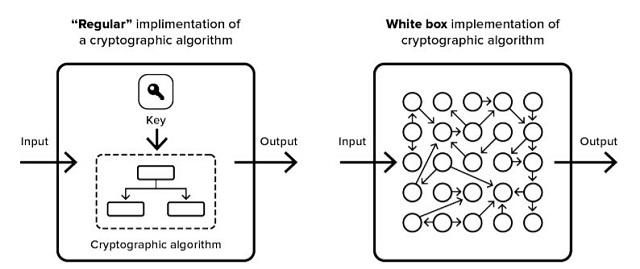 “Regular” implimentation of
a cryptographic algorithm
Key
Input
Output
Cryptographic algorithm
White box implementation of
cryptographic algorithm
Input
Output